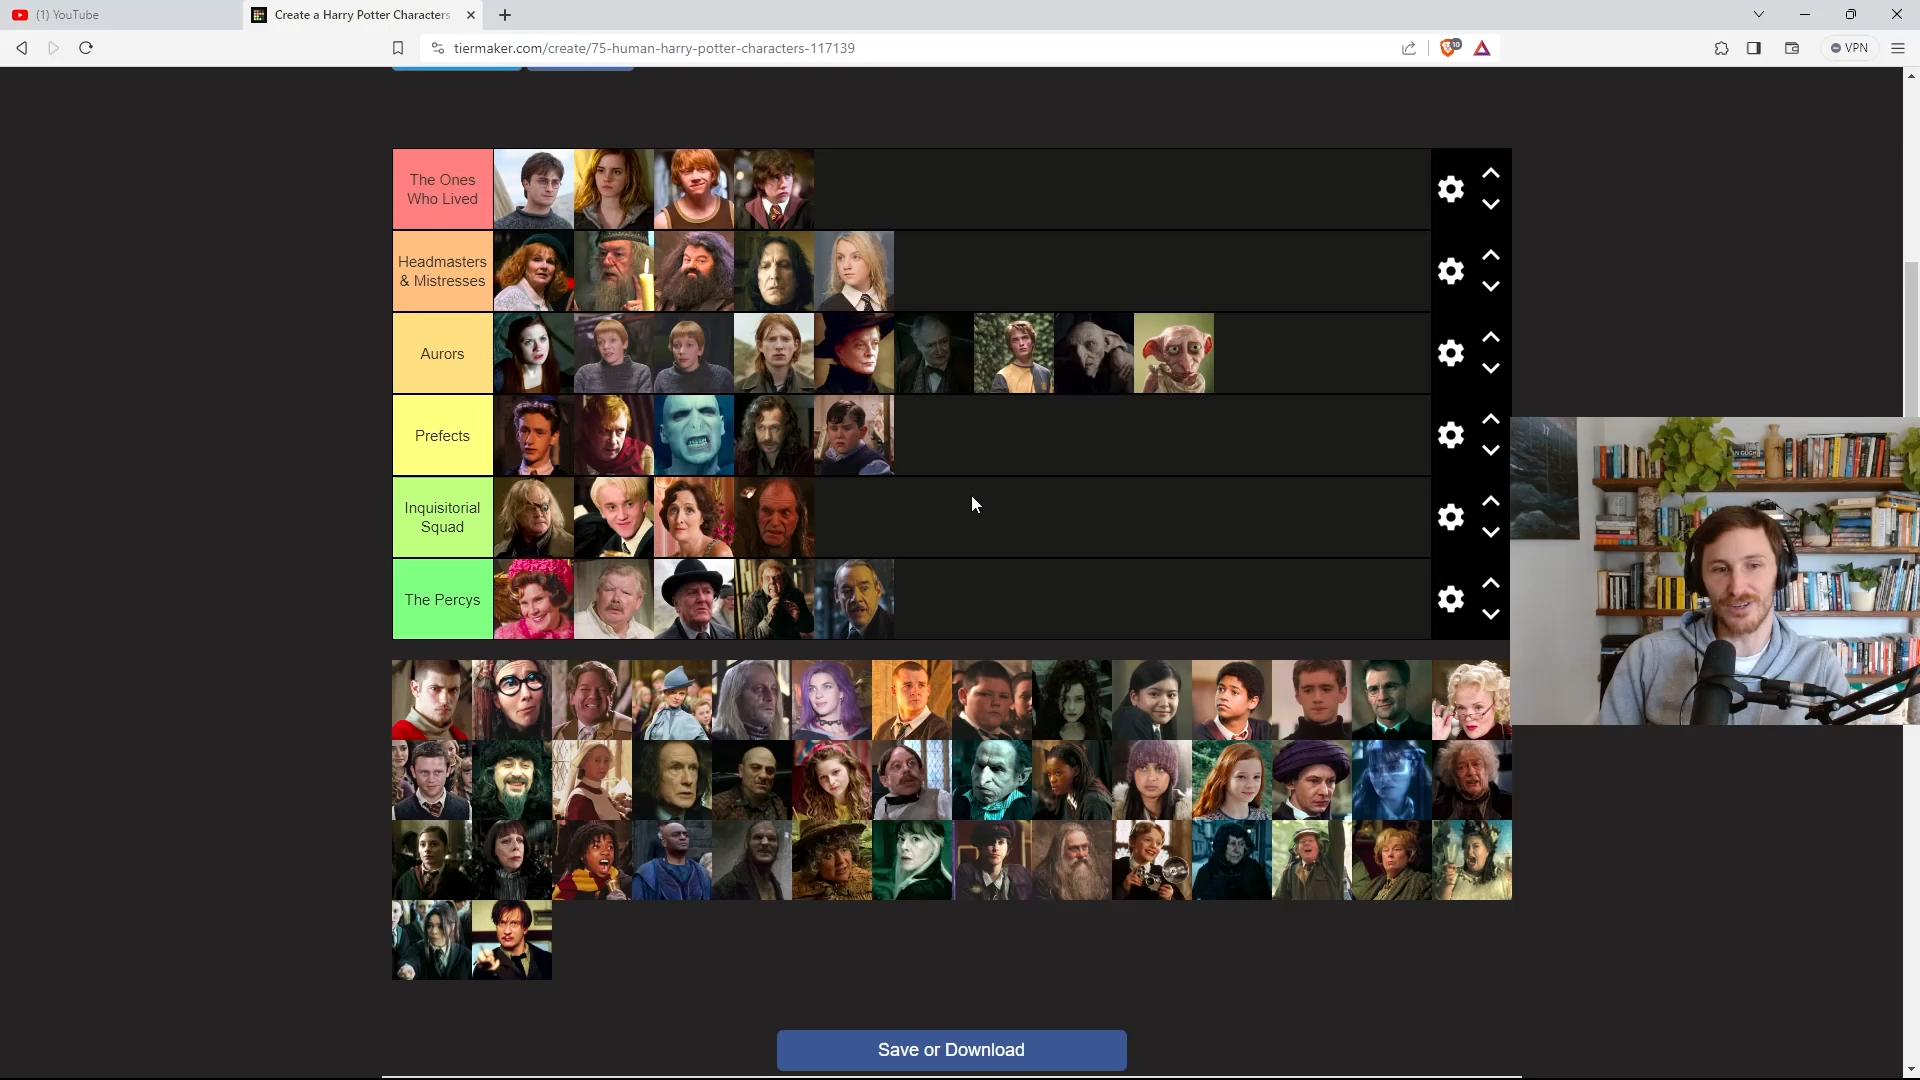 (1) YouTube
Create a Harry Potter Characters
tiermaker.com/create/75-human-harry-potter-characters-117139
10
VPN
The Ones
Who Lived
Headmasters
& Mistresses
Aurors
Prefects
Inquisitorial
Squad
The Percys
Save or Download